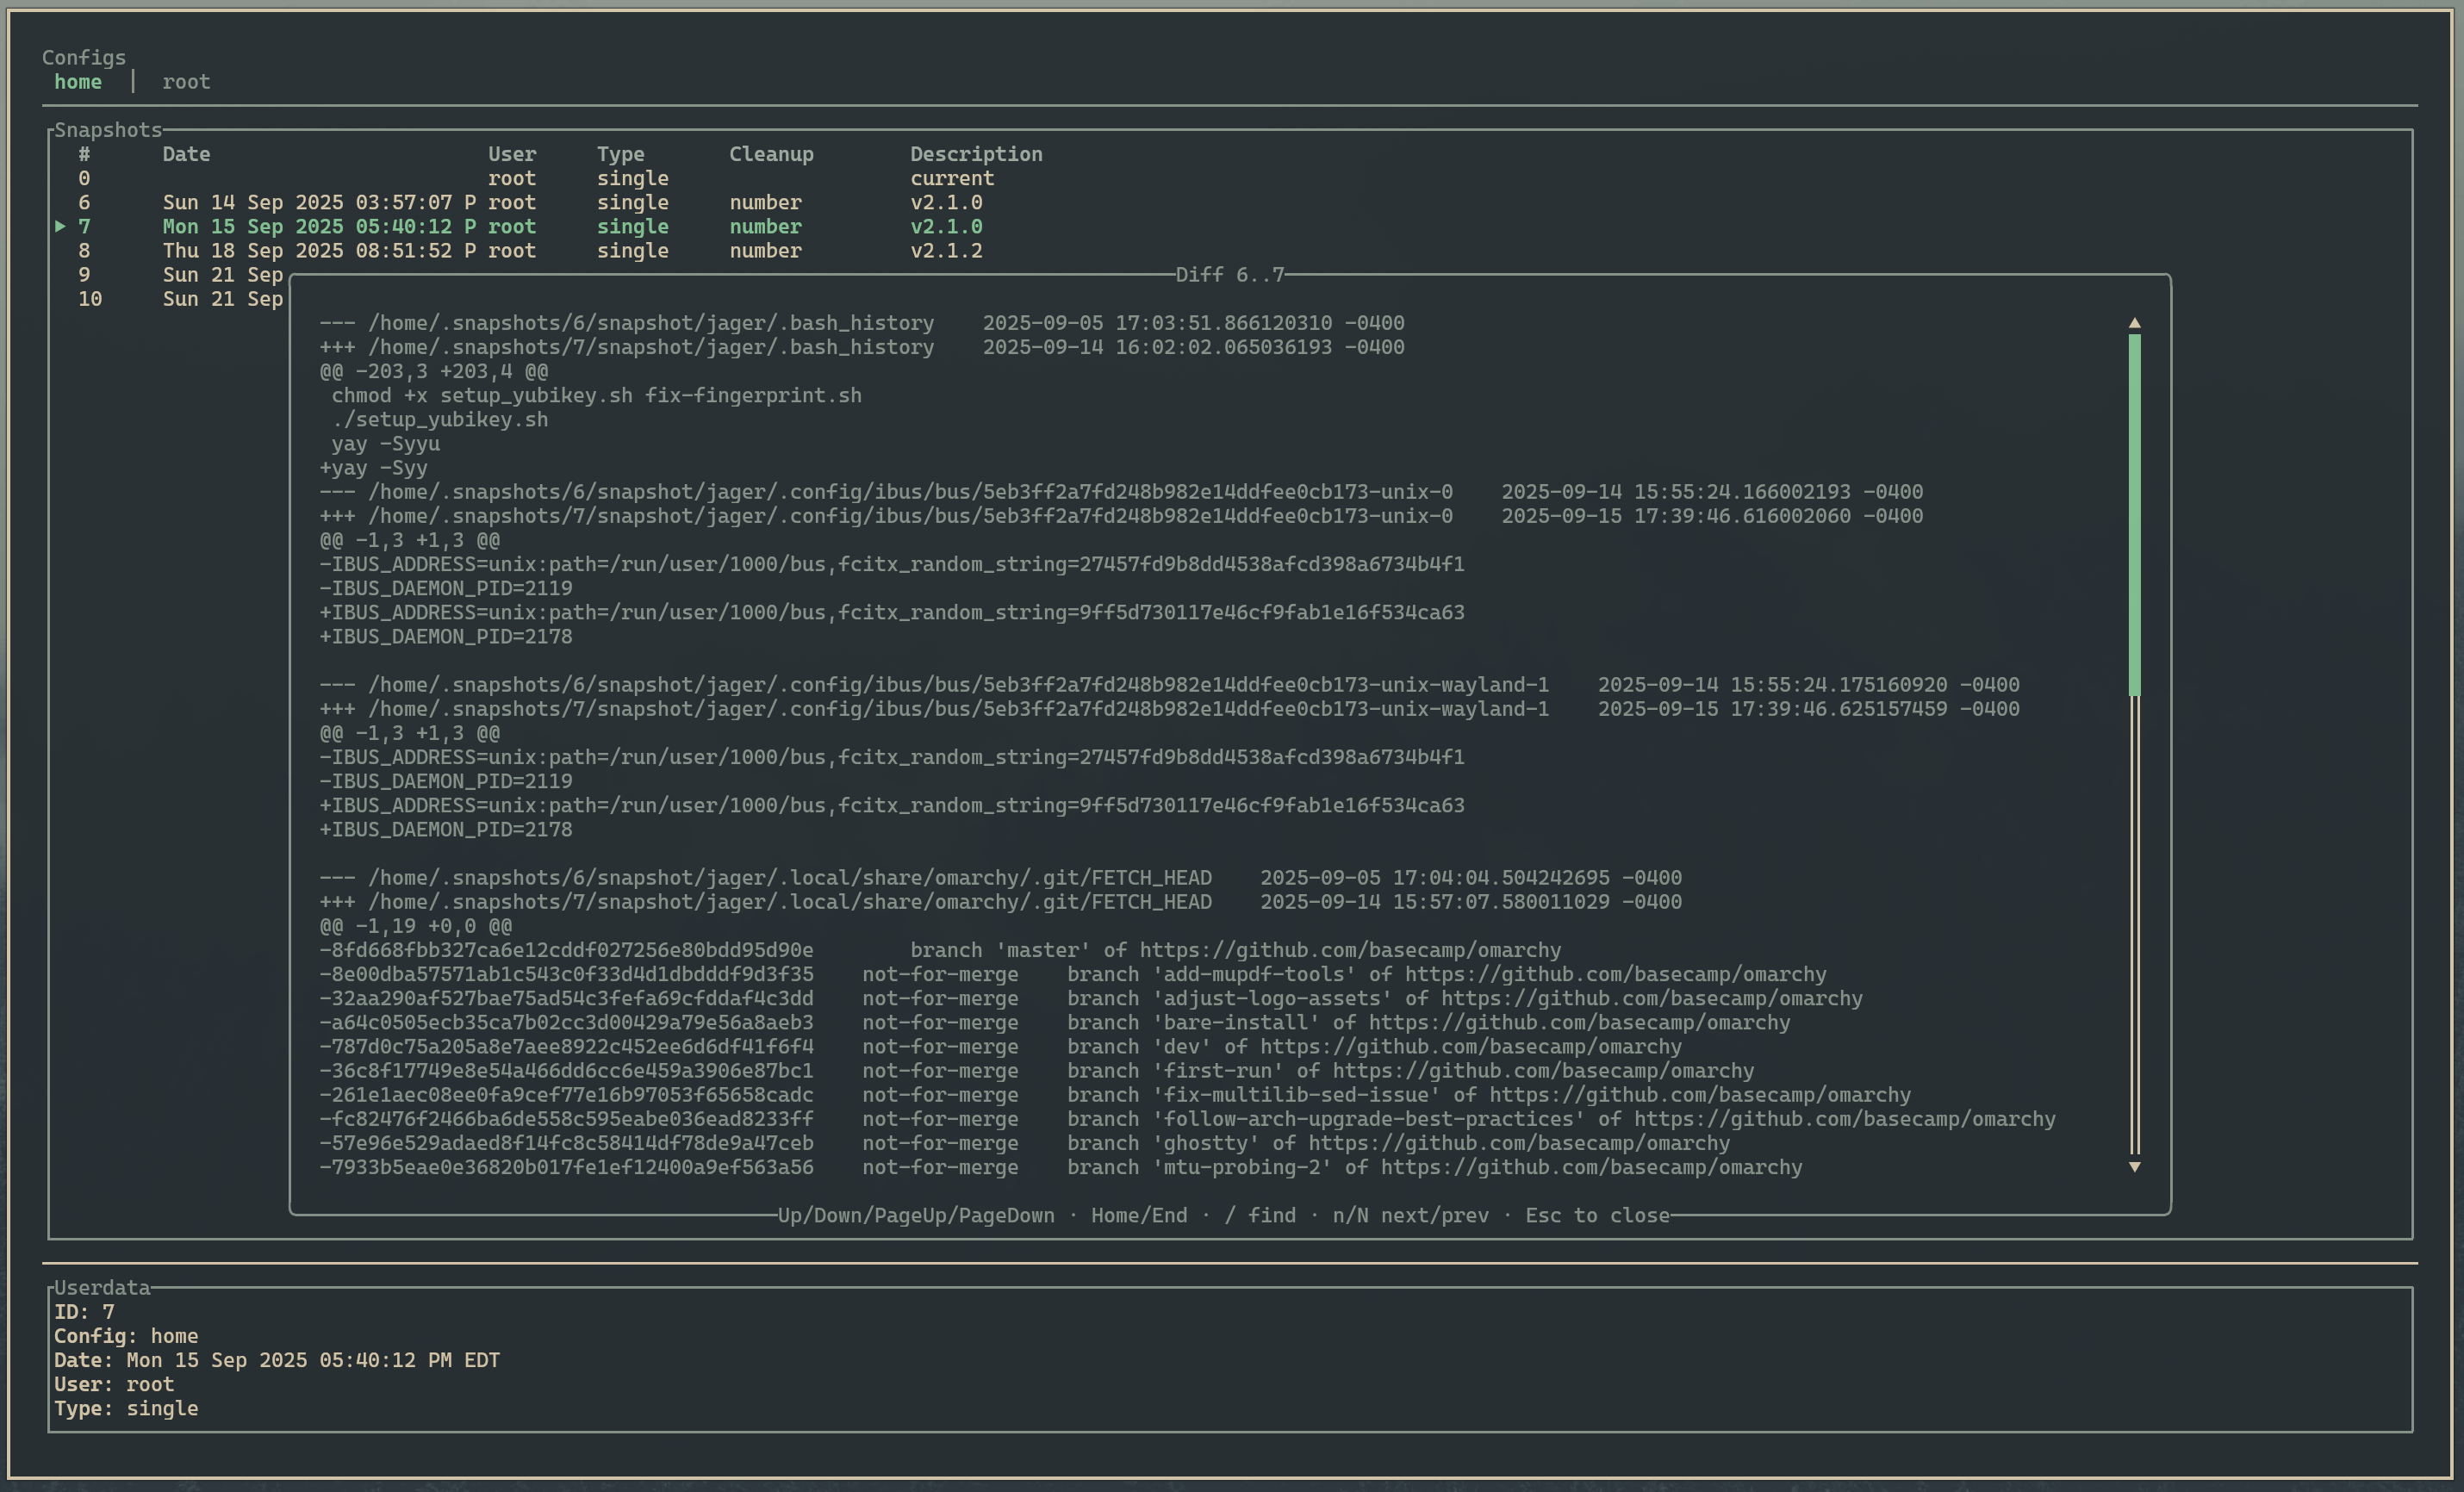 Configs
home │ root
Snapshots
# Date User Type Cleanup Description
0 root single current
6 Sun 14 Sep 2025 03:57:07 P root single number v2.1.0
▶ 7 Mon 15 Sep 2025 05:40:12 P root single number v2.1.0
8 Thu 18 Sep 2025 08:51:52 P root single number v2.1.2
9 Sun 21 Sep
10 Sun 21 Sep
Diff 6..7
--- /home/.snapshots/6/snapshot/jager/.bash_history 2025-09-05 17:03:51.866120310 -0400
+++ /home/.snapshots/7/snapshot/jager/.bash_history 2025-09-14 16:02:02.065036193 -0400
@@ -203,3 +203,4 @@
chmod +x setup_yubikey.sh fix-fingerprint.sh
./setup_yubikey.sh
yay -Syyu
+yay -Syy
--- /home/.snapshots/6/snapshot/jager/.config/ibus/bus/5eb3ff2a7fd248b982e14ddfee0cb173-unix-0 2025-09-14 15:55:24.166002193 -0400
+++ /home/.snapshots/7/snapshot/jager/.config/ibus/bus/5eb3ff2a7fd248b982e14ddfee0cb173-unix-0 2025-09-15 17:39:46.616002060 -0400
@@ -1,3 +1,3 @@
-IBUS_ADDRESS=unix:path=/run/user/1000/bus,fcitx_random_string=27457fd9b8dd4538afcd398a6734b4f1
-IBUS_DAEMON_PID=2119
+IBUS_ADDRESS=unix:path=/run/user/1000/bus,fcitx_random_string=9ff5d730117e46cf9fab1e16f534ca63
+IBUS_DAEMON_PID=2178
--- /home/.snapshots/6/snapshot/jager/.config/ibus/bus/5eb3ff2a7fd248b982e14ddfee0cb173-unix-wayland-1 2025-09-14 15:55:24.175160920 -0400
+++ /home/.snapshots/7/snapshot/jager/.config/ibus/bus/5eb3ff2a7fd248b982e14ddfee0cb173-unix-wayland-1 2025-09-15 17:39:46.625157459 -0400
@@ -1,3 +1,3 @@
-IBUS_ADDRESS=unix:path=/run/user/1000/bus,fcitx_random_string=27457fd9b8dd4538afcd398a6734b4f1
-IBUS_DAEMON_PID=2119
+IBUS_ADDRESS=unix:path=/run/user/1000/bus,fcitx_random_string=9ff5d730117e46cf9fab1e16f534ca63
+IBUS_DAEMON_PID=2178
--- /home/.snapshots/6/snapshot/jager/.local/share/omarchy/.git/FETCH_HEAD 2025-09-05 17:04:04.504242695 -0400
+++ /home/.snapshots/7/snapshot/jager/.local/share/omarchy/.git/FETCH_HEAD 2025-09-14 15:57:07.580011029 -0400
@@ -1,19 +0,0 @@
-8fd668fbb327ca6e12cddf027256e80bdd95d90e branch 'master' of https://github.com/basecamp/omarchy
-8e00dba57571ab1c543c0f33d4d1dbdddf9d3f35 not-for-merge branch 'add-mupdf-tools' of https://github.com/basecamp/omarchy
-32aa290af527bae75ad54c3fefa69cfddaf4c3dd not-for-merge branch 'adjust-logo-assets' of https://github.com/basecamp/omarchy
-a64c0505ecb35ca7b02cc3d00429a79e56a8aeb3 not-for-merge branch 'bare-install' of https://github.com/basecamp/omarchy
-787d0c75a205a8e7aee8922c452ee6d6df41f6f4 not-for-merge branch 'dev' of https://github.com/basecamp/omarchy
-36c8f17749e8e54a466dd6cc6e459a3906e87bc1 not-for-merge branch 'first-run' of https://github.com/basecamp/omarchy
-261e1aec08ee0fa9cef77e16b97053f65658cadc not-for-merge branch 'fix-multilib-sed-issue' of https://github.com/basecamp/omarchy
-fc82476f2466ba6de558c595eabe036ead8233ff not-for-merge branch 'follow-arch-upgrade-best-practices' of https://github.com/basecamp/omarchy
-57e96e529adaed8f14fc8c58414df78de9a47ceb not-for-merge branch 'ghostty' of https://github.com/basecamp/omarchy
-7933b5eae0e36820b017fe1ef12400a9ef563a56 not-for-merge branch 'mtu-probing-2' of https://github.com/basecamp/omarchy
Up/Down/PageUp/PageDown · Home/End · / find · n/N next/prev · Esc to close
Userdata
ID: 7
Config: home
Date: Mon 15 Sep 2025 05:40:12 PM EDT
User: root
Type: single